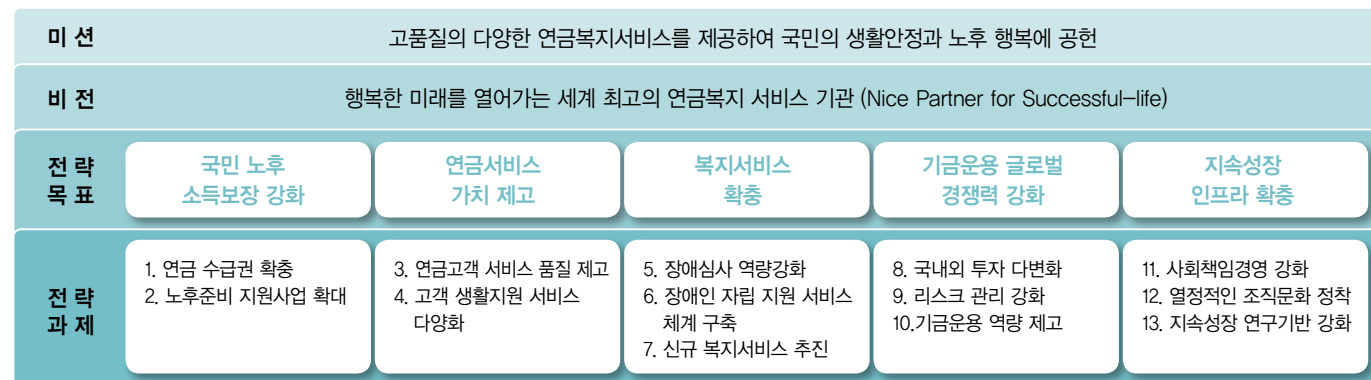 미 션
고품질의 다양한 연금복지서비스를 제공하여 국민의 생활안정과 노후 행복에 공헌
비 전
행복한 미래를 열어가는 세계 최고의 연금복지 서비스 기관 (Nice Partner for Successful-life)
전 략
목 표
국민 노후
소득보장 강화
연금서비스
가치 제고
복지서비스
확충
기금운용 글로벌
경쟁력 강화
지속성장
인프라 확충
전 략
과 제
1. 연금 수급권 확충
2. 노후준비 지원사업 확대
3. 연금고객 서비스 품질 제고
4. 고객 생활지원 서비스
다양화
5. 장애심사 역량강화
6. 장애인 자립 지원 서비스
체계 구축
7. 신규 복지서비스 추진
8. 국내외 투자 다변화
9. 리스크 관리 강화
10.기금운용 역량 제고
11. 사회책임경영 강화
12. 열정적인 조직문화 정착
13. 지속성장 연구기반 강화